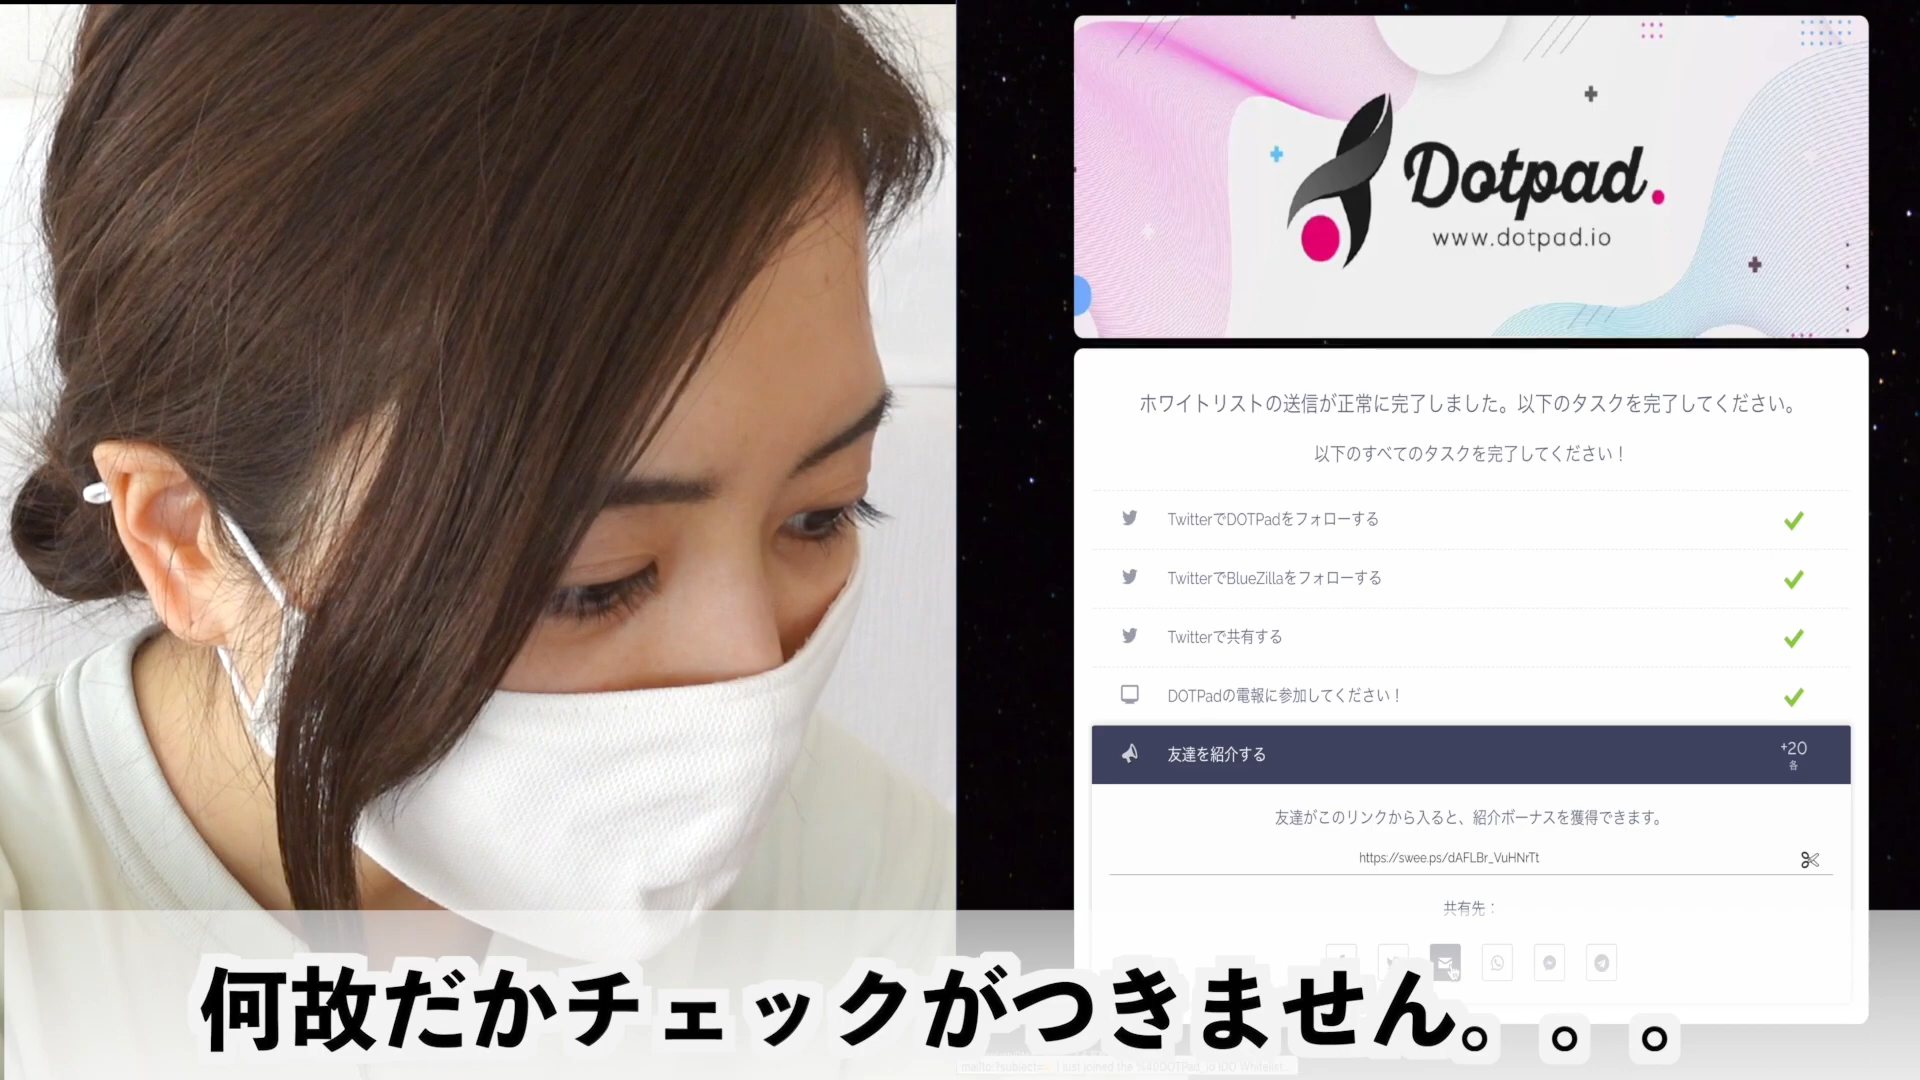 Dotpad.
www.dotpad.io
ホワイトリストの送信が正常に完了しました。以下のタスクを完了してください。
以下のすべてのタスクを完了してください！
TwitterでDOTPadをフォローする
TwitterでBlueZillaをフォローする
Twitterで共有する
DOTPadの電報に参加してください！
友達を紹介する
+20
各
友達がこのリンクから入ると、紹介ボーナスを獲得できます。
https://swee.ps/dAFLBr_VuHNrTt
共有先：
何故だかチェックがつきません。。。